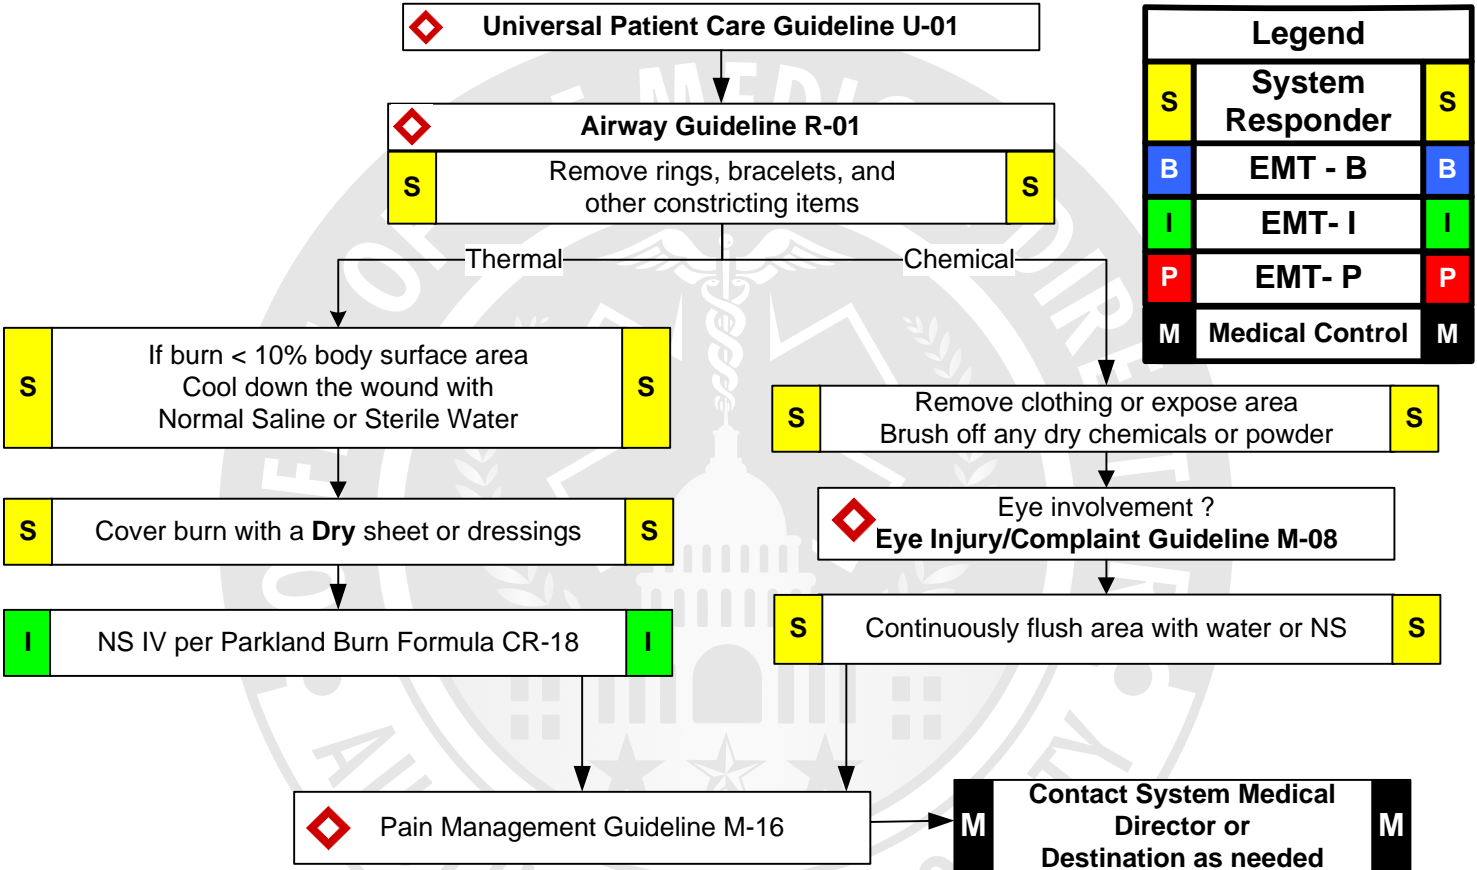 Universal Patient Care Guideline U-01
Legend
S System Responder S
B EMT - B B
I EMT- I I
P EMT- P P
M Medical Control M
Airway Guideline R-01
S Remove rings, bracelets, and S
other constricting items
Thermal
Chemical
S If burn < 10% body surface area S
Cool down the wound with
Normal Saline or Sterile Water
S Cover burn with a Dry sheet or dressings S
I NS IV per Parkland Burn Formula CR-18 I
S Remove clothing or expose area S
Brush off any dry chemicals or powder
Eye involvement ?
Eye Injury/Complaint Guideline M-08
S Continuously flush area with water or NS S
Pain Management Guideline M-16
M Contact System Medical M
Director or
Destination as needed